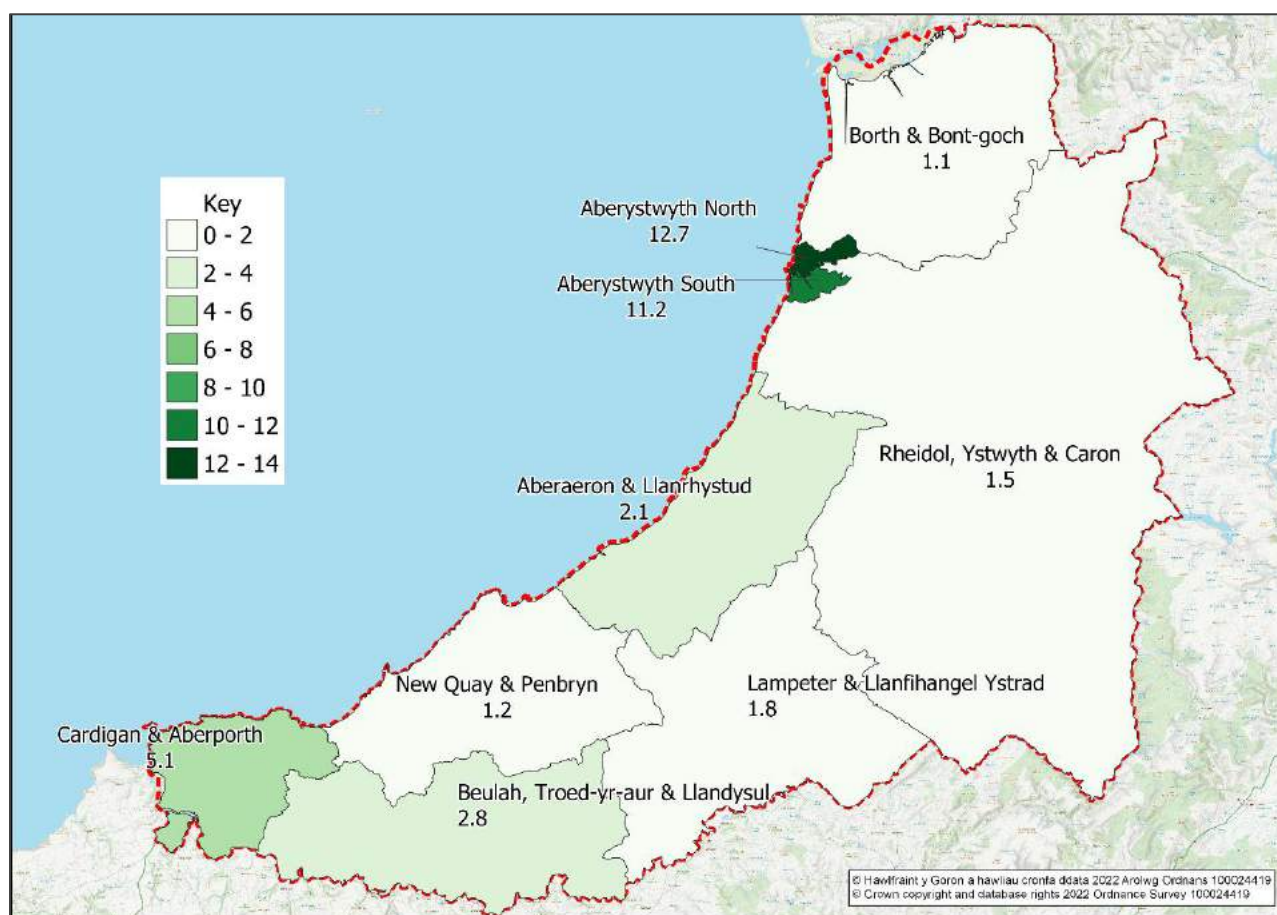 Borth & Bont-goch
1.1
Key
0 - 2
2 - 4
4 - 6
6 - 8
8 - 10
10 - 12
12 - 14
Aberystwyth North
12.7
Aberystwyth South
11.2
Rheidol, Ystwyth & Caron
1.5
Aberaeron & Llanrhystud
2.1
New Quay & Penbryn
1.2
Lampeter & Llanfihangel Ystrad
1.8
Cardigan & Aberporth
5.1
Beulah, Troed-yr-aur & Llandysul
2.8
© Hawlfraint y Goron a hawliau cronfa ddata 2022 Arolwg Ordnans 100024419
© Crown copyright and database rights 2022 Ordnance Survey 100024419